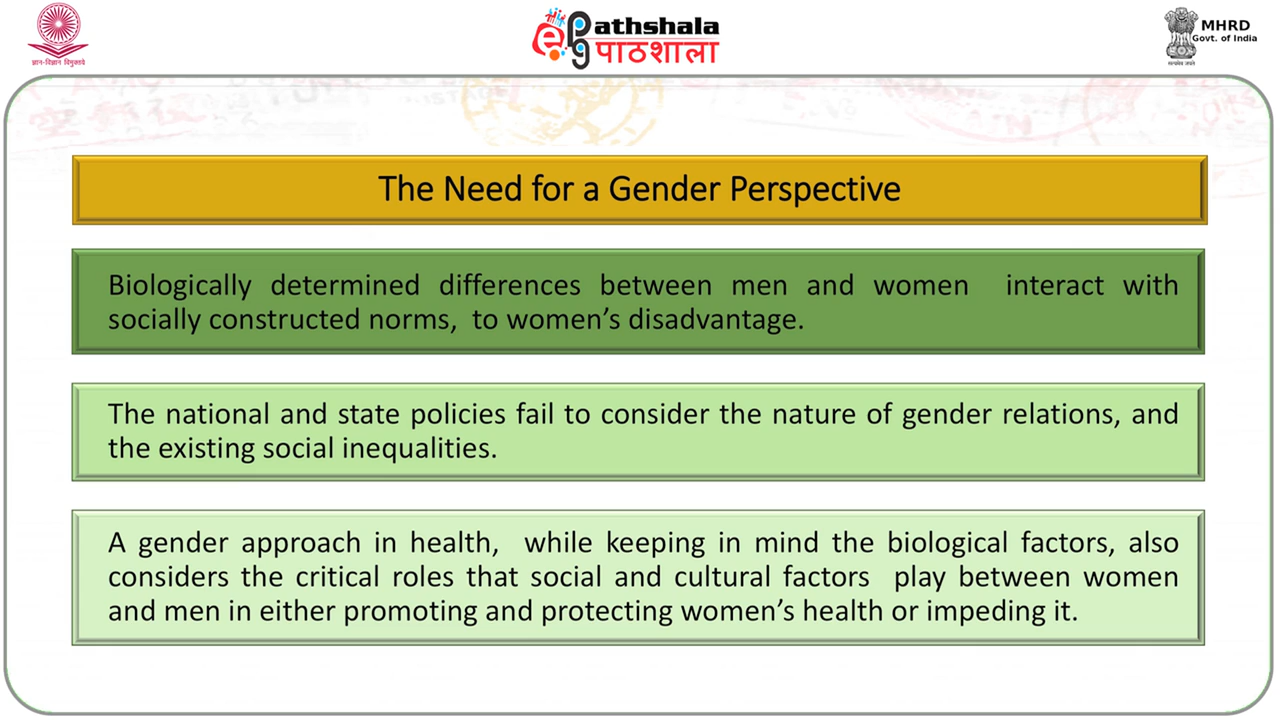 ज्ञान-विज्ञान विमुक्तये
ePathshala
पाठशाला
MHRD
Govt. of India
सत्यमेव जयते
The Need for a Gender Perspective
Biologically determined differences between men and women interact with
socially constructed norms, to women's disadvantage.
The national and state policies fail to consider the nature of gender relations, and
the existing social inequalities.
A gender approach in health, while keeping in mind the biological factors, also
considers the critical roles that social and cultural factors play between women
and men in either promoting and protecting women's health or impeding it.